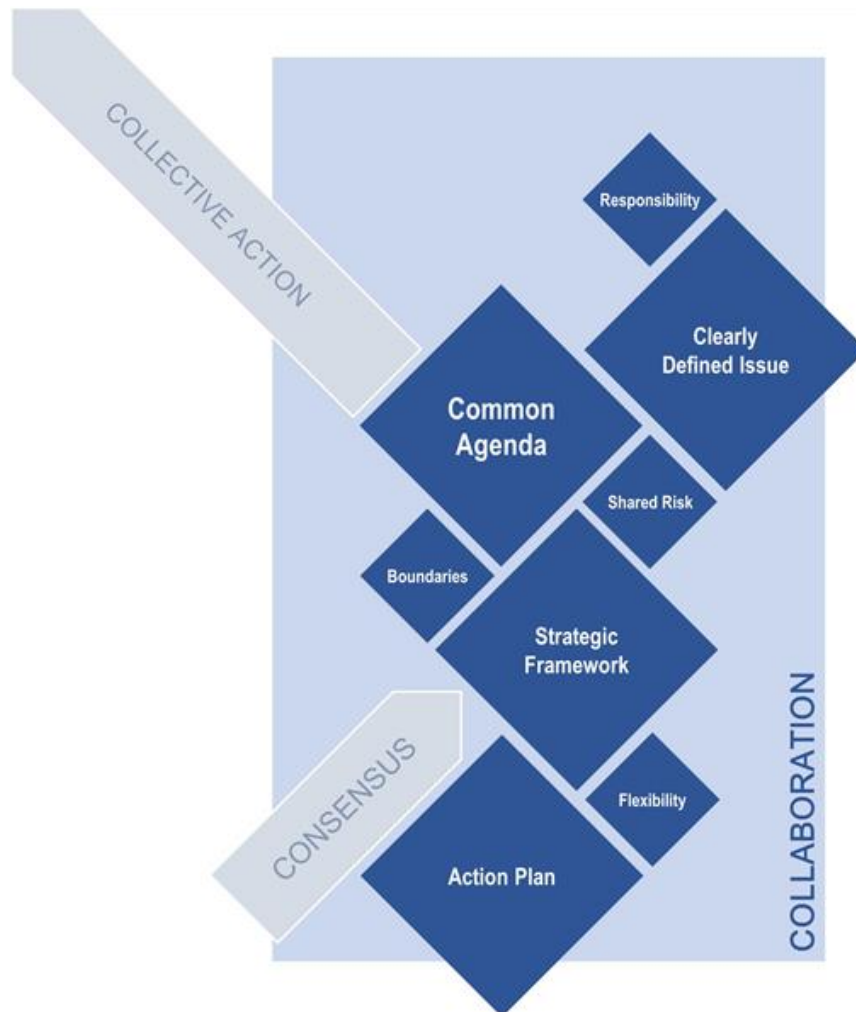 COLLECTIVE ACTION
Responsibility
Clearly
Defined Issue
Common
Agenda
Shared Risk
Boundaries
Strategic
Framework
CONSENSUS
Flexibility
Action Plan
COLLABORATION